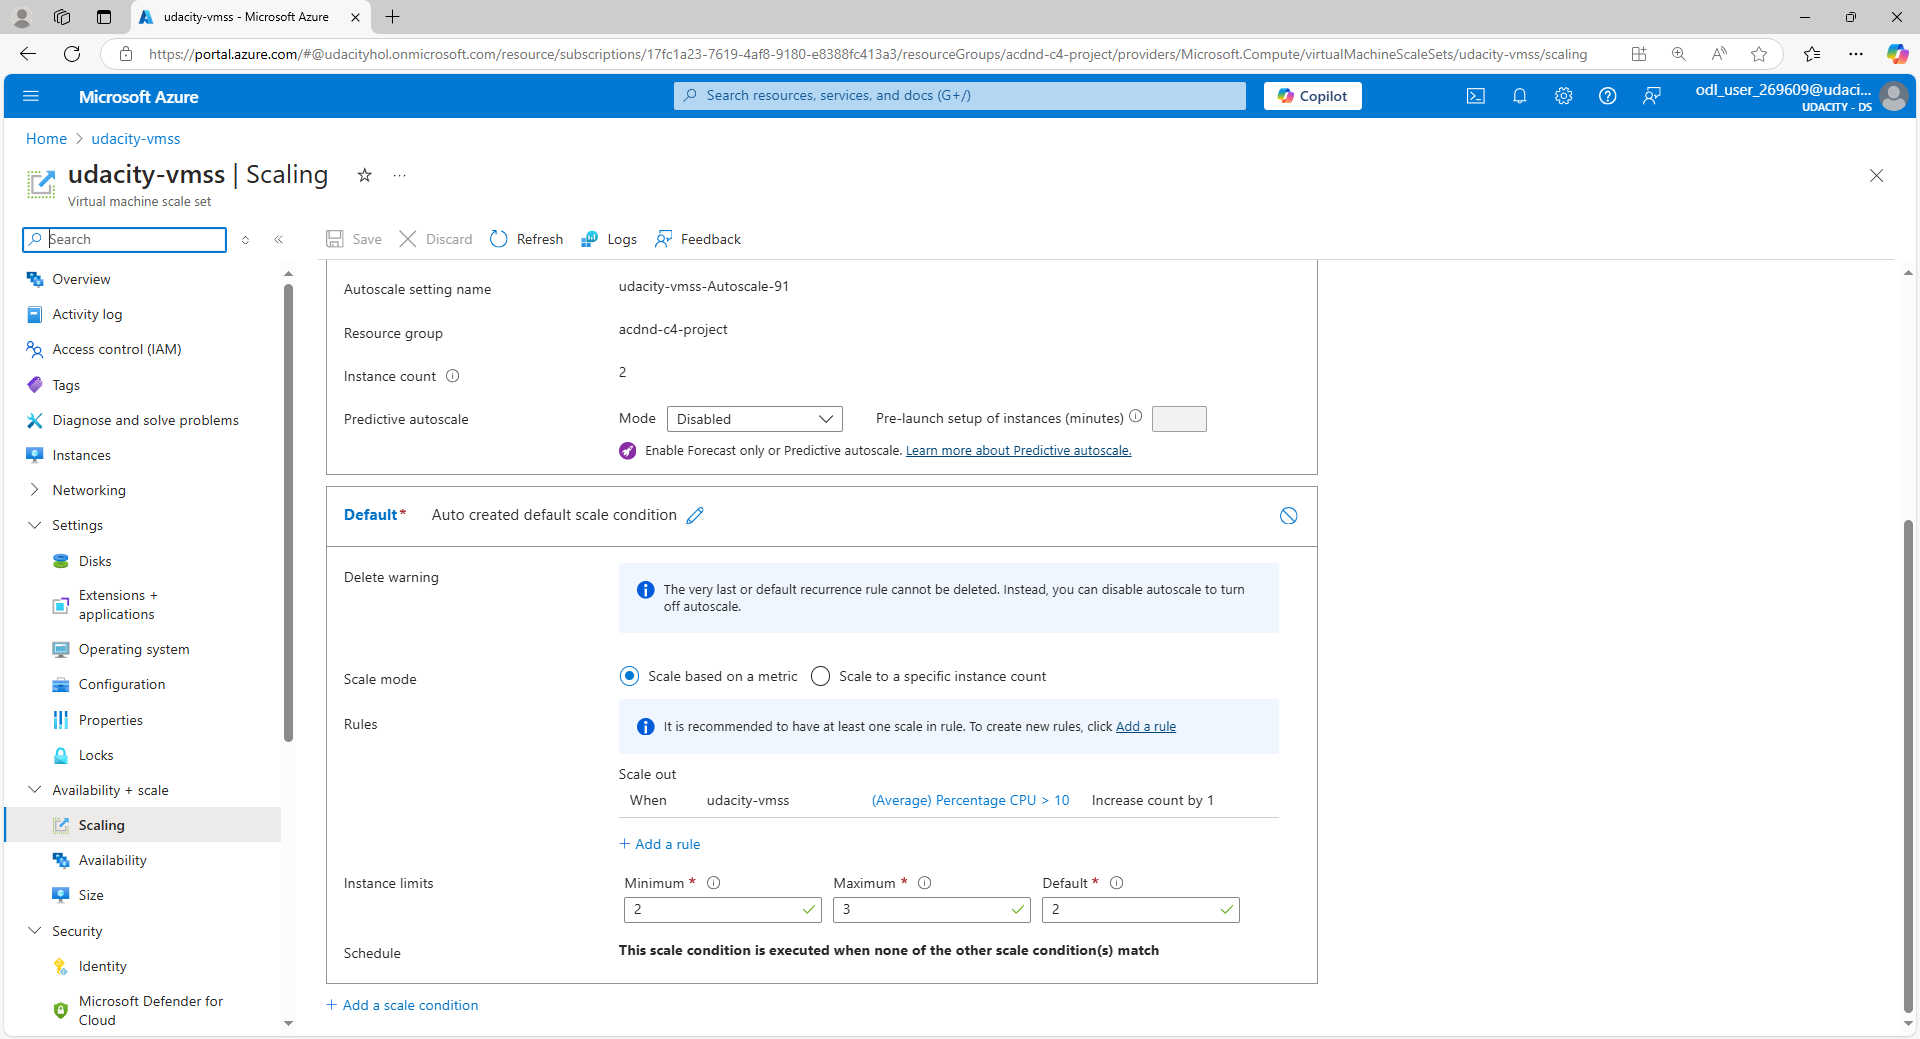 udacity-vmss - Microsoft Azure
https://portal.azure.com/#@udacityhol.onmicrosoft.com/resource/subscriptions/17fc1a23-7619-4af8-9180-e8388fc413a3/resourceGroups/acdnd-c4-project/providers/Microsoft.Compute/virtualMachineScaleSets/udacity-vmss/scaling
Microsoft Azure
Search resources, services, and docs (G+/)
Copilot
odl_user_269609@udaci...
UDACITY - DS
Home > udacity-vmss
udacity-vmss | Scaling
Virtual machine scale set
Search
Save
Discard
Refresh
Logs
Feedback
Overview
Activity log
Access control (IAM)
Tags
Diagnose and solve problems
Instances
Networking
Settings
Disks
Extensions +
applications
Operating system
Configuration
Properties
Locks
Availability + scale
Scaling
Availability
Size
Security
Identity
Microsoft Defender for
Cloud
Autoscale setting name udacity-vmss-Autoscale-91
Resource group acdnd-c4-project
Instance count 2
Predictive autoscale Mode Disabled Pre-launch setup of instances (minutes)
Enable Forecast only or Predictive autoscale. Learn more about Predictive autoscale.
Default* Auto created default scale condition
Delete warning
The very last or default recurrence rule cannot be deleted. Instead, you can disable autoscale to turn
off autoscale.
Scale mode Scale based on a metric Scale to a specific instance count
Rules It is recommended to have at least one scale in rule. To create new rules, click Add a rule
Scale out
When udacity-vmss (Average) Percentage CPU > 10 Increase count by 1
+ Add a rule
Instance limits Minimum * Maximum * Default *
2 3 2
Schedule This scale condition is executed when none of the other scale condition(s) match
+ Add a scale condition